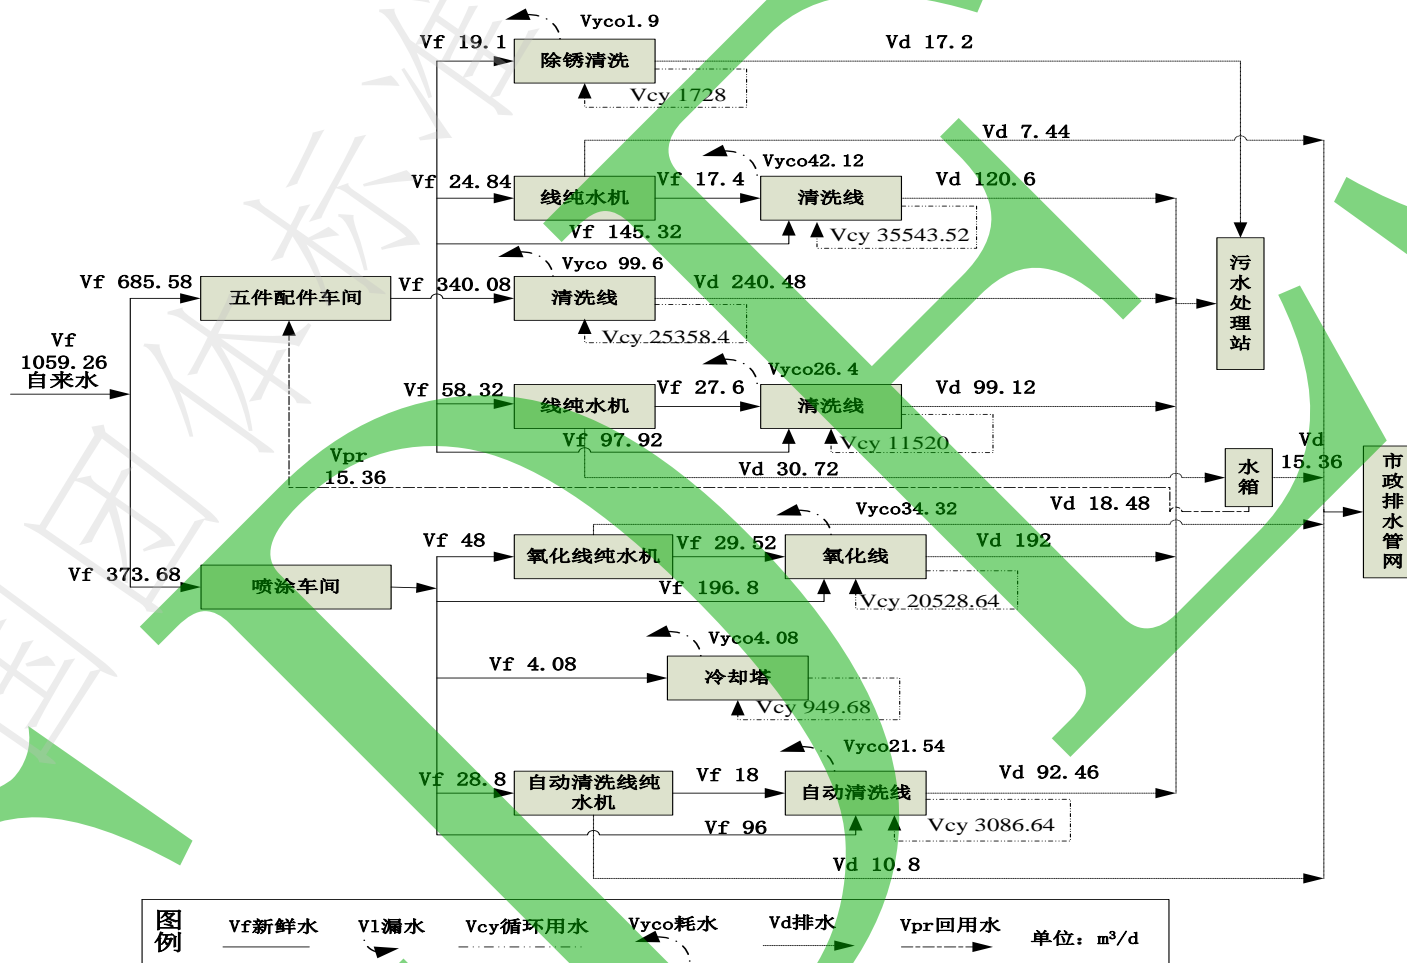 Vyco1.9
Vf 19.1
Vd 17.2
除锈清洗
Vcy 1728
Vd 7.44
Vyco42.12
Vf 24.84
线纯水机
Vf 17.4
清洗线
Vd 120.6
Vf 145.32
Vcy 35543.52
Vyco 99.6
Vf 685.58
五件配件车间
Vf 340.08
清洗线
Vd 240.48
污水处理站
Vcy 25358.4
Vf
1059.26
自来水
Vyco26.4
Vf 58.32
线纯水机
Vf 27.6
清洗线
Vd 99.12
Vf 97.92
Vcy 11520
Vpr
15.36
Vd 30.72
水箱
Vd
15.36
市政排水管网
Vd 18.48
Vyco34.32
Vf 48
氧化线纯水机
Vf 29.52
氧化线
Vd 192
Vf 373.68
喷涂车间
Vf 196.8
Vcy 20528.64
Vyco4.08
Vf 4.08
冷却塔
Vcy 949.68
Vyco21.54
Vf 28.8
自动清洗线纯
水机
Vf 18
自动清洗线
Vd 92.46
Vf 96
Vcy 3086.64
Vd 10.8
图例
Vf新鲜水
Vl漏水
Vcy循环用水
Vyco耗水
Vd排水
Vpr回用水
单位：m³/d
国团体标准